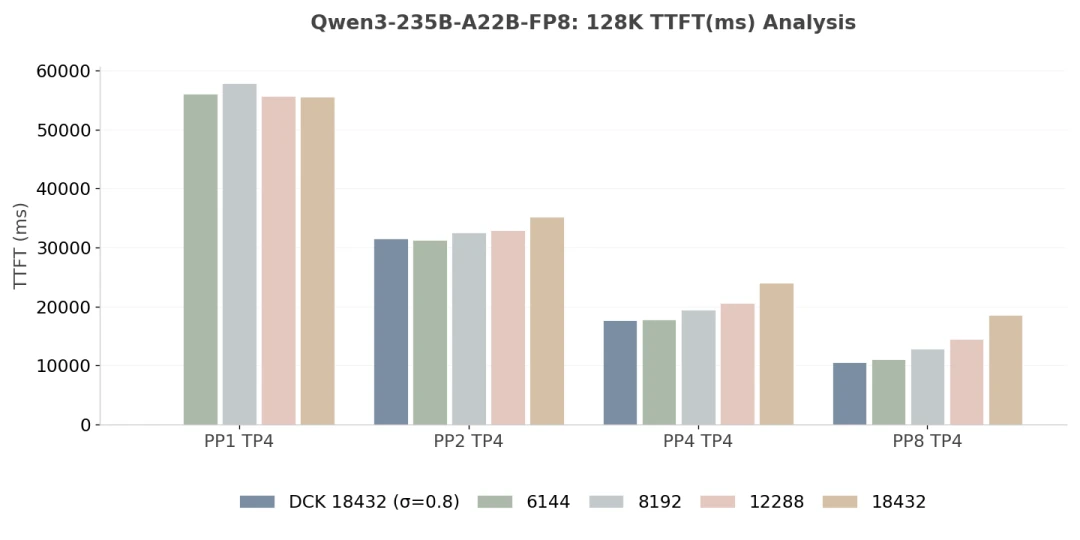 Qwen3-235B-A22B-FP8: 128K TTFT(ms) Analysis
TTFT (ms)
60000
50000
40000
30000
20000
10000
0
PP1 TP4 PP2 TP4 PP4 TP4 PP8 TP4
DCK 18432 (σ=0.8) 6144 8192 12288 18432